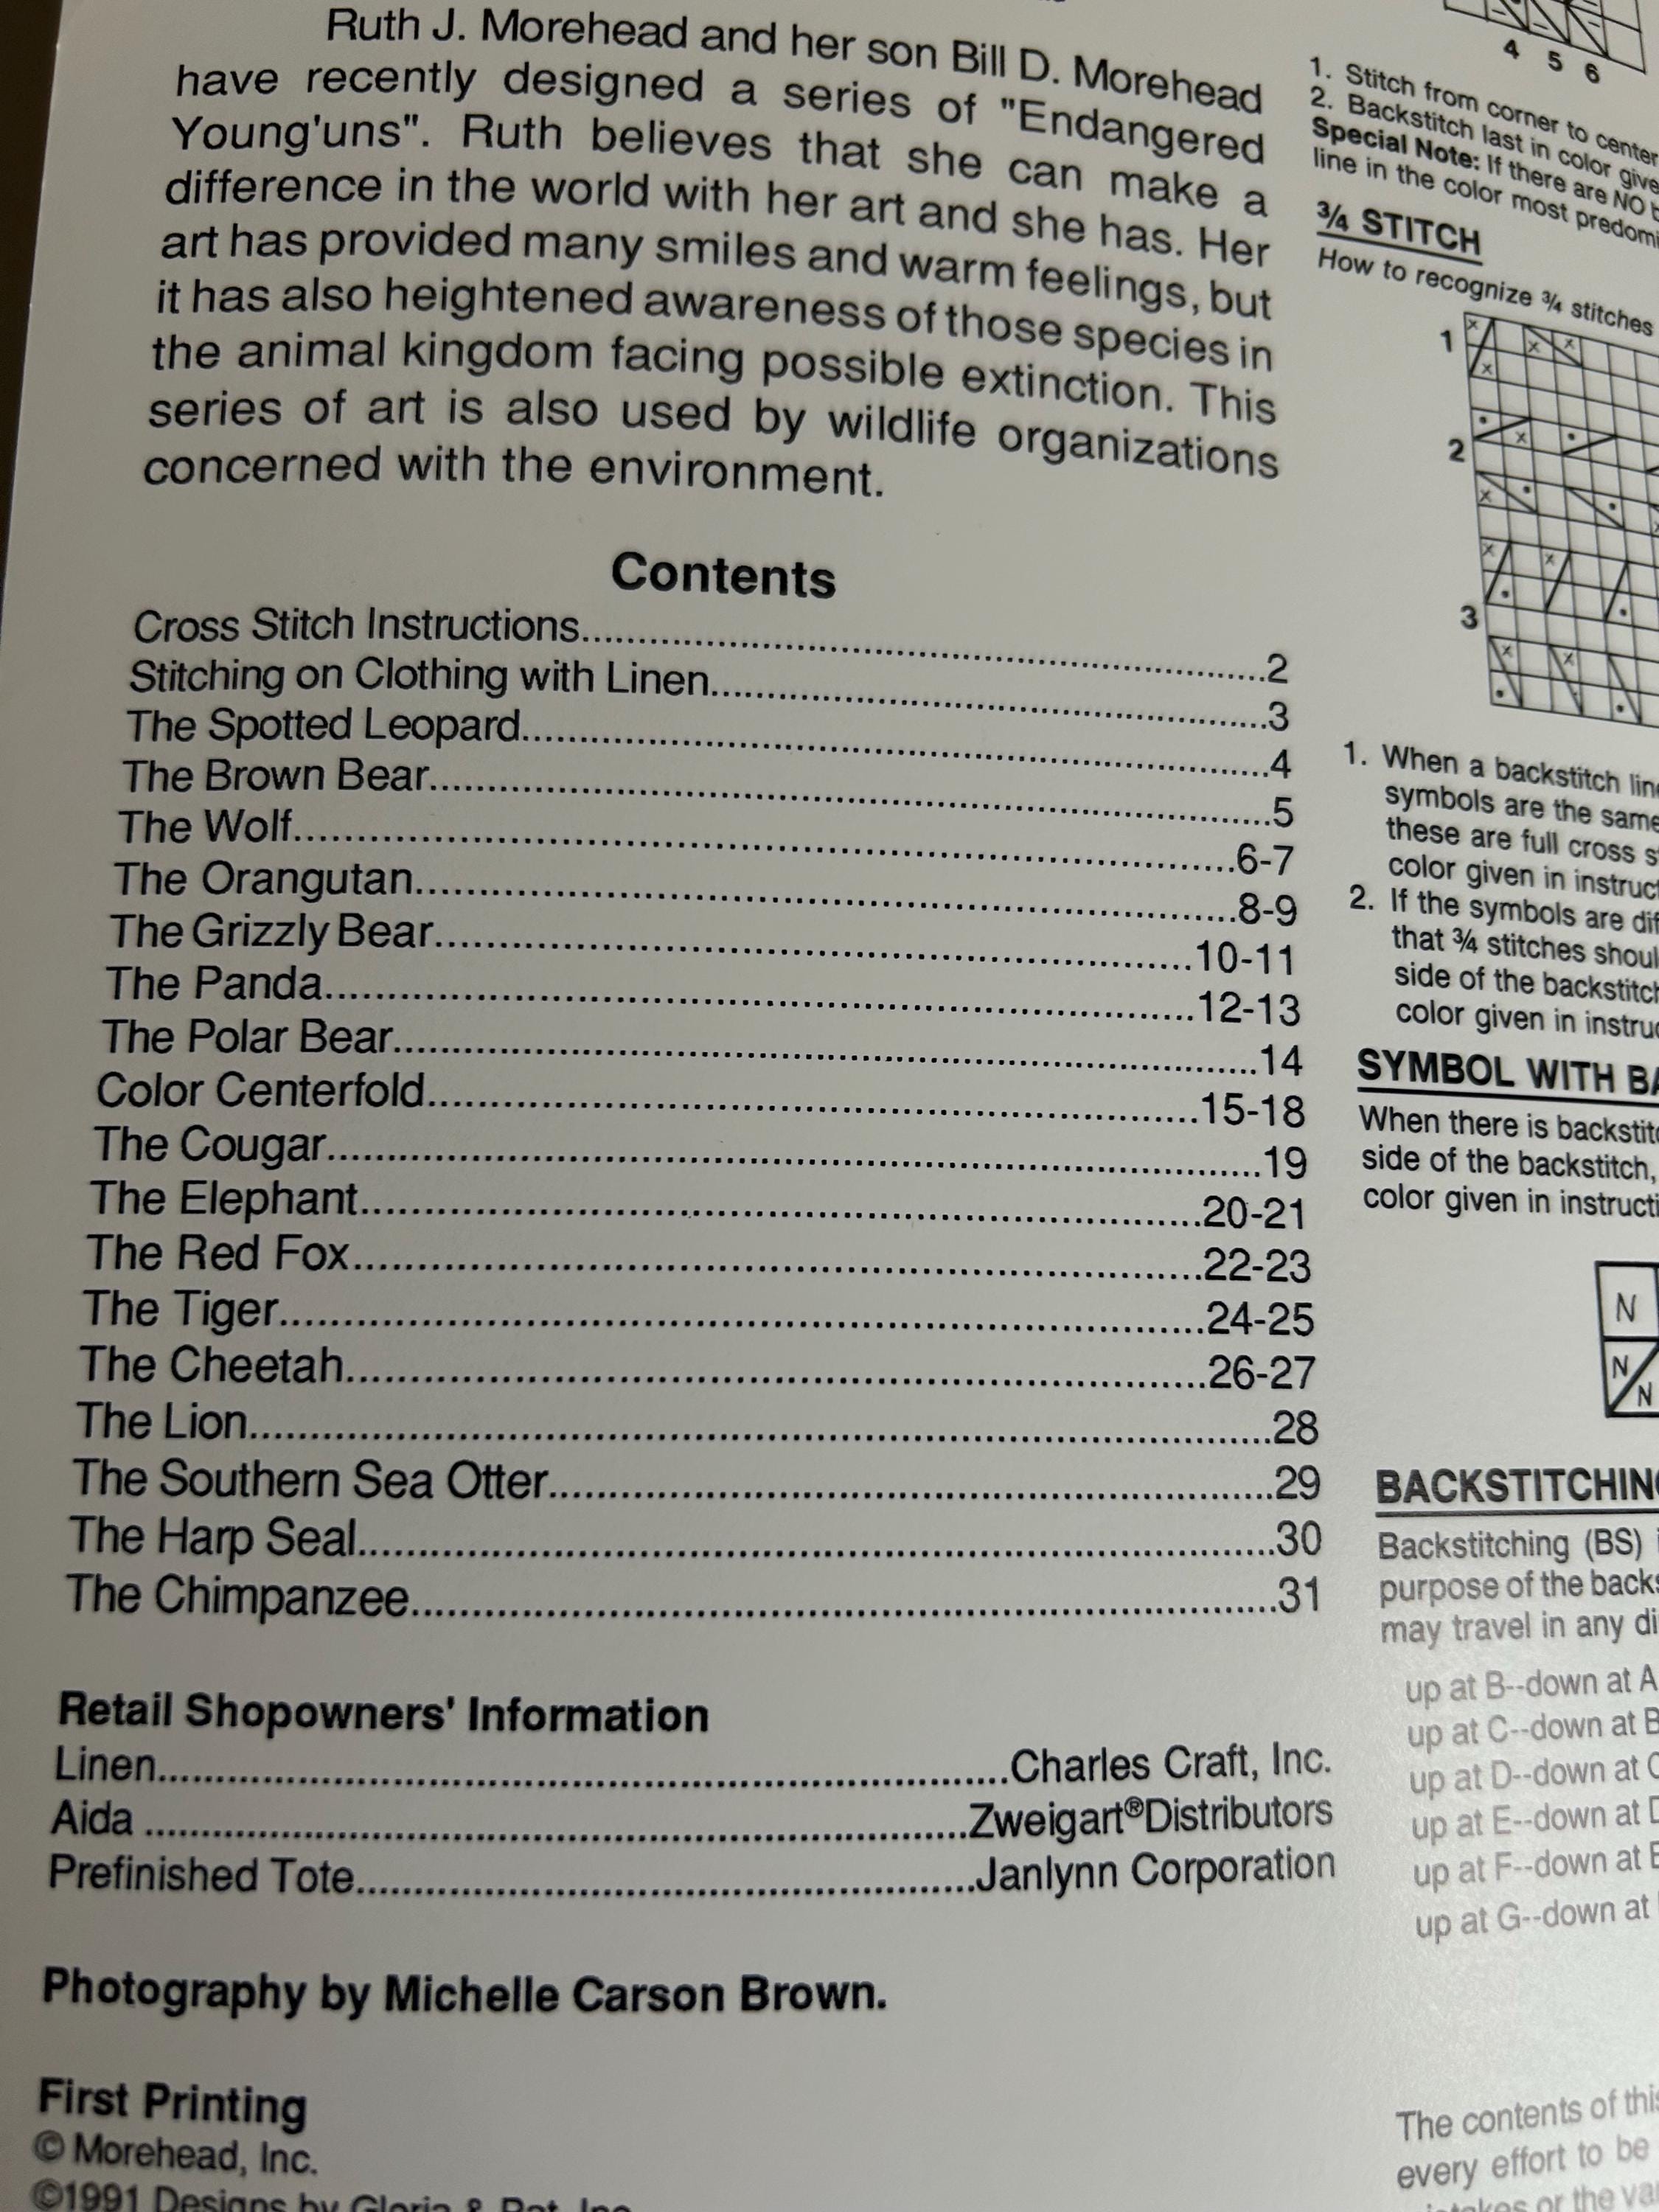 Ruth J. Morehead and her son Bill D. Morehead
have recently designed a series of "Endangered
Young'uns". Ruth believes that she can make a
difference in the world with her art and she has. Her
art has provided many smiles and warm feelings, but
it has also heightened awareness of those species in
the animal kingdom facing possible extinction. This
series of art is also used by wildlife organizations
concerned with the environment.
Contents
Cross Stitch Instructions..........2
Stitching on Clothing with Linen..........3
The Spotted Leopard..........4
The Brown Bear..........5
The Wolf..........6-7
The Orangutan..........8-9
The Grizzly Bear..........10-11
The Panda..........12-13
The Polar Bear..........14
Color Centerfold..........15-18
The Cougar..........19
The Elephant..........20-21
The Red Fox..........22-23
The Tiger..........24-25
The Cheetah..........26-27
The Lion..........28
The Southern Sea Otter..........29
The Harp Seal..........30
The Chimpanzee..........31
Retail Shopowners' Information
Linen..........Charles Craft, Inc.
Aida ..........Zweigart®Distributors
Prefinished Tote..........Janlynn Corporation
Photography by Michelle Carson Brown.
First Printing
© Morehead, Inc.
©1991 Designs by Gloria & Pat, Inc.
4 5 6
1. Stitch from corner to center
2. Backstitch last in color
Special Note: If there are NO
line in the color most
3/4 STITCH
How to recognize 3/4 stitches
1
2
3
1. When a backstitch
symbols are the same
these are full cross
color given in
2. If the symbols are
that 3/4 stitches
side of the
color given in
SYMBOL WITH
When there is
side of the backstitch,
color given in
N
N
N
BACKSTITCHING
Backstitching (BS)
purpose of the
may travel in any
up at B--down at A
up at C--down at B
up at D--down at C
up at E--down at D
up at F--down at E
up at G--down at
The contents of
every effort to be
or the